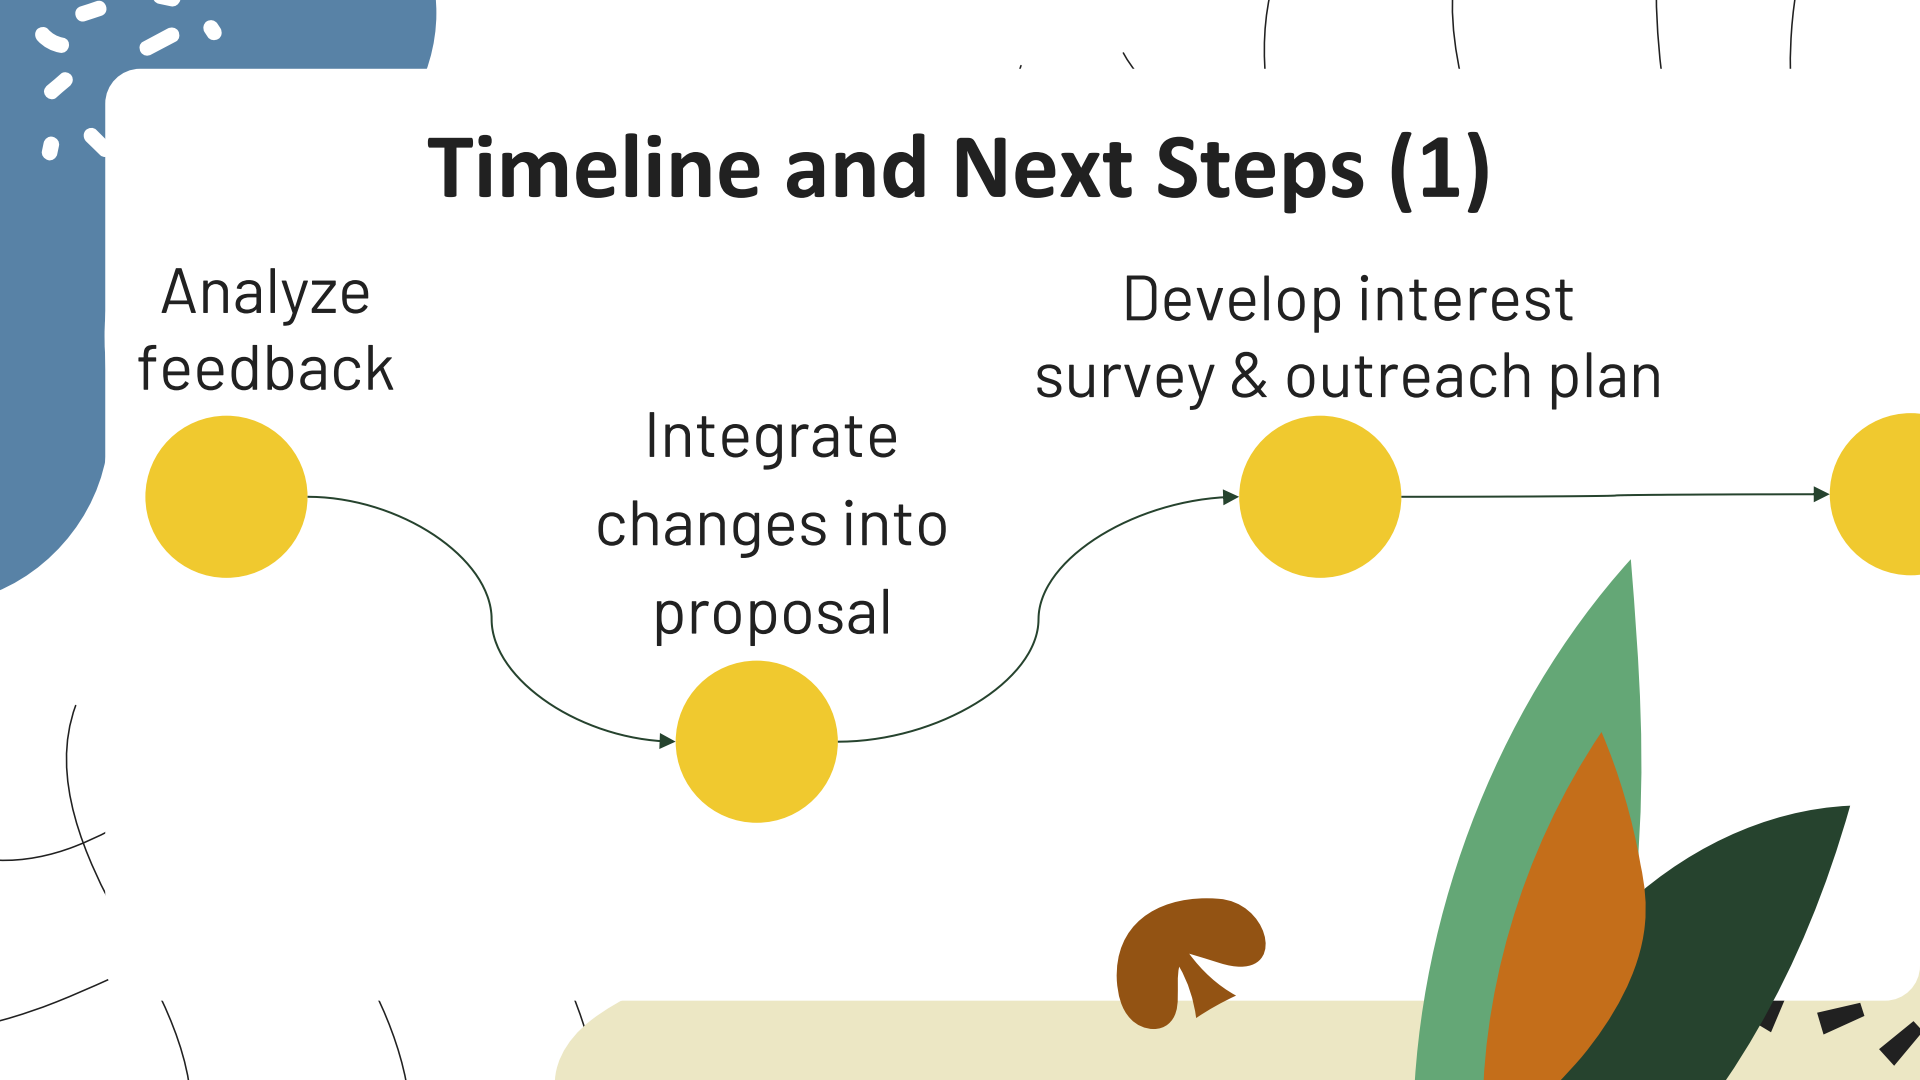 Timeline and Next Steps (1)
Analyze
feedback
Integrate
changes into
proposal
Develop interest
survey & outreach plan